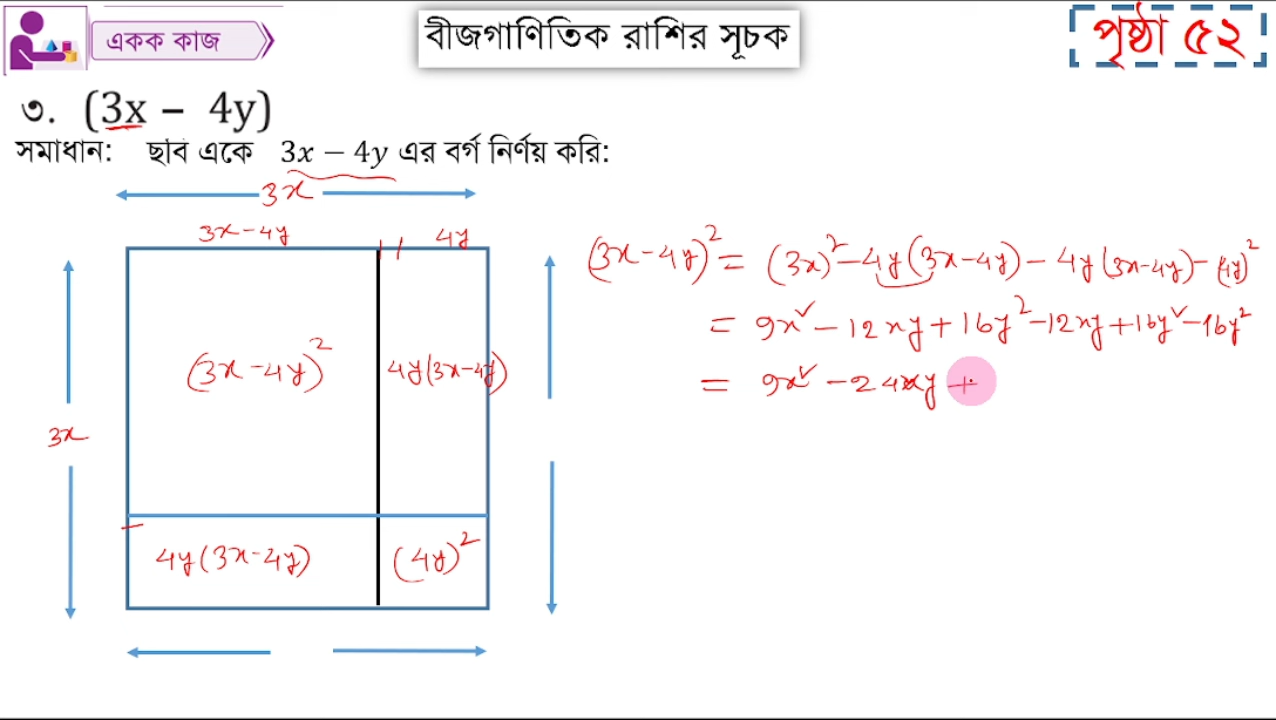 একক কাজ
বীজগাণিতিক রাশির সূচক
পৃষ্ঠা ৫২
৩. (3x − 4y)
সমাধান: ছবি একে 3x − 4y এর বর্গ নির্ণয় করি:
3x
3x-4y 4y
(3x-4y)² = (3x)²-4y(3x-4y)-4y(3x-4y)-(4y)²
= 9x²-12xy+16y²-12xy+16y²-16y²
(3x-4y)² 4y(3x-4y)
= 9x²-24xy+
3x
4y(3x-4y) (4y)²